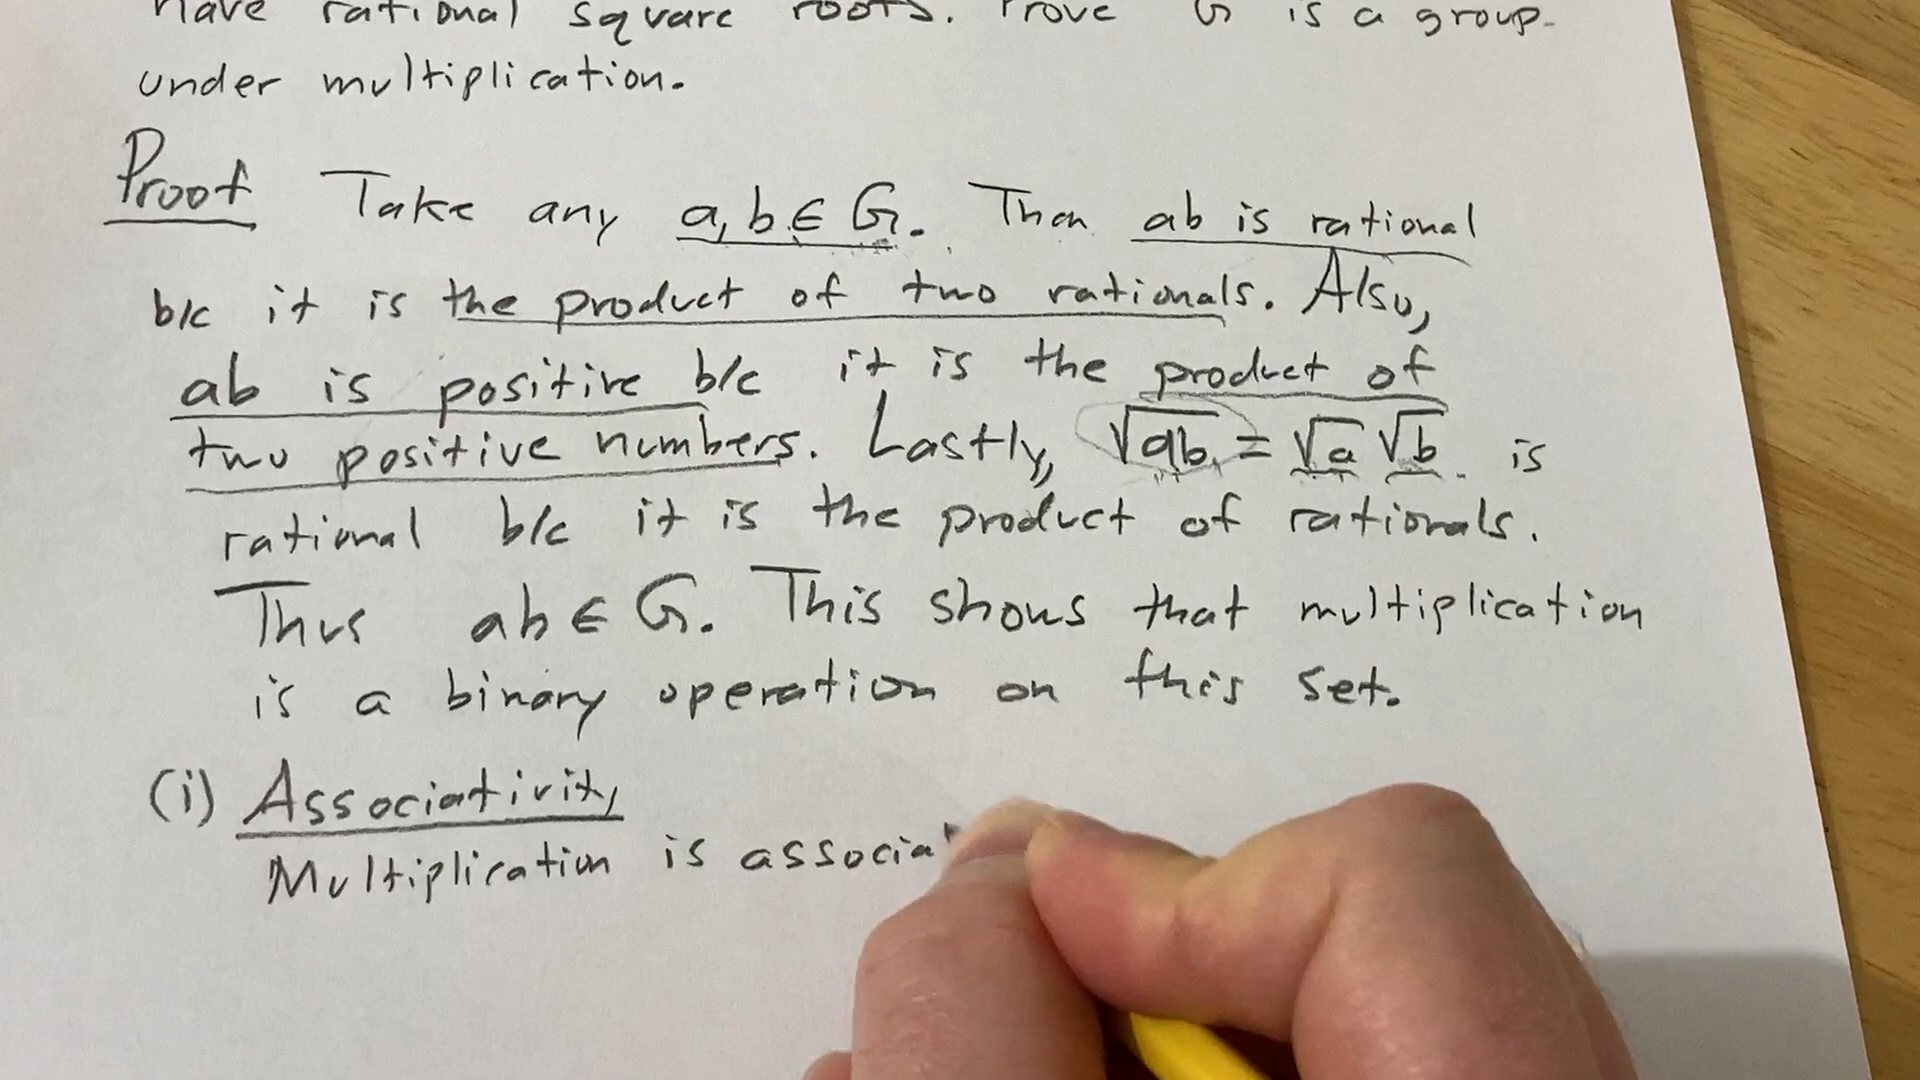 have rational square roots. Prove G is a group
under multiplication.
Proof Take any a, b ∈ G. Then ab is rational
b/c it is the product of two rationals. Also,
ab is positive b/c it is the product of
two positive numbers. Lastly, √ab = √a √b is
rational b/c it is the product of rationals.
Thus ab ∈ G. This shows that multiplication
is a binary operation on this set.
(i) Associativity
Multiplication is associa